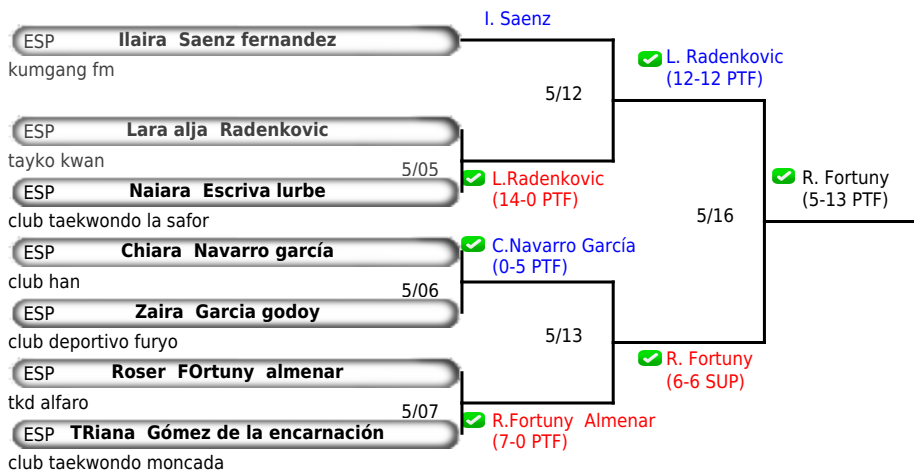 I. Saenz
ESP Ilaira Saenz fernandez
kumgang fm
L. Radenkovic
(12-12 PTF)
5/12
ESP Lara alja Radenkovic
tayko kwan
5/05
L.Radenkovic
(14-0 PTF)
R. Fortuny
(5-13 PTF)
ESP Naiara Escriva lurbe
club taekwondo la safor
5/16
ESP Chiara Navarro garcía
C.Navarro García
(0-5 PTF)
club han
5/06
ESP Zaira Garcia godoy
club deportivo furyo
5/13
ESP Roser FOrtuny almenar
R. Fortuny
(6-6 SUP)
tkd alfaro
5/07
R.Fortuny Almenar
(7-0 PTF)
ESP TRiana Gómez de la encarnación
club taekwondo moncada